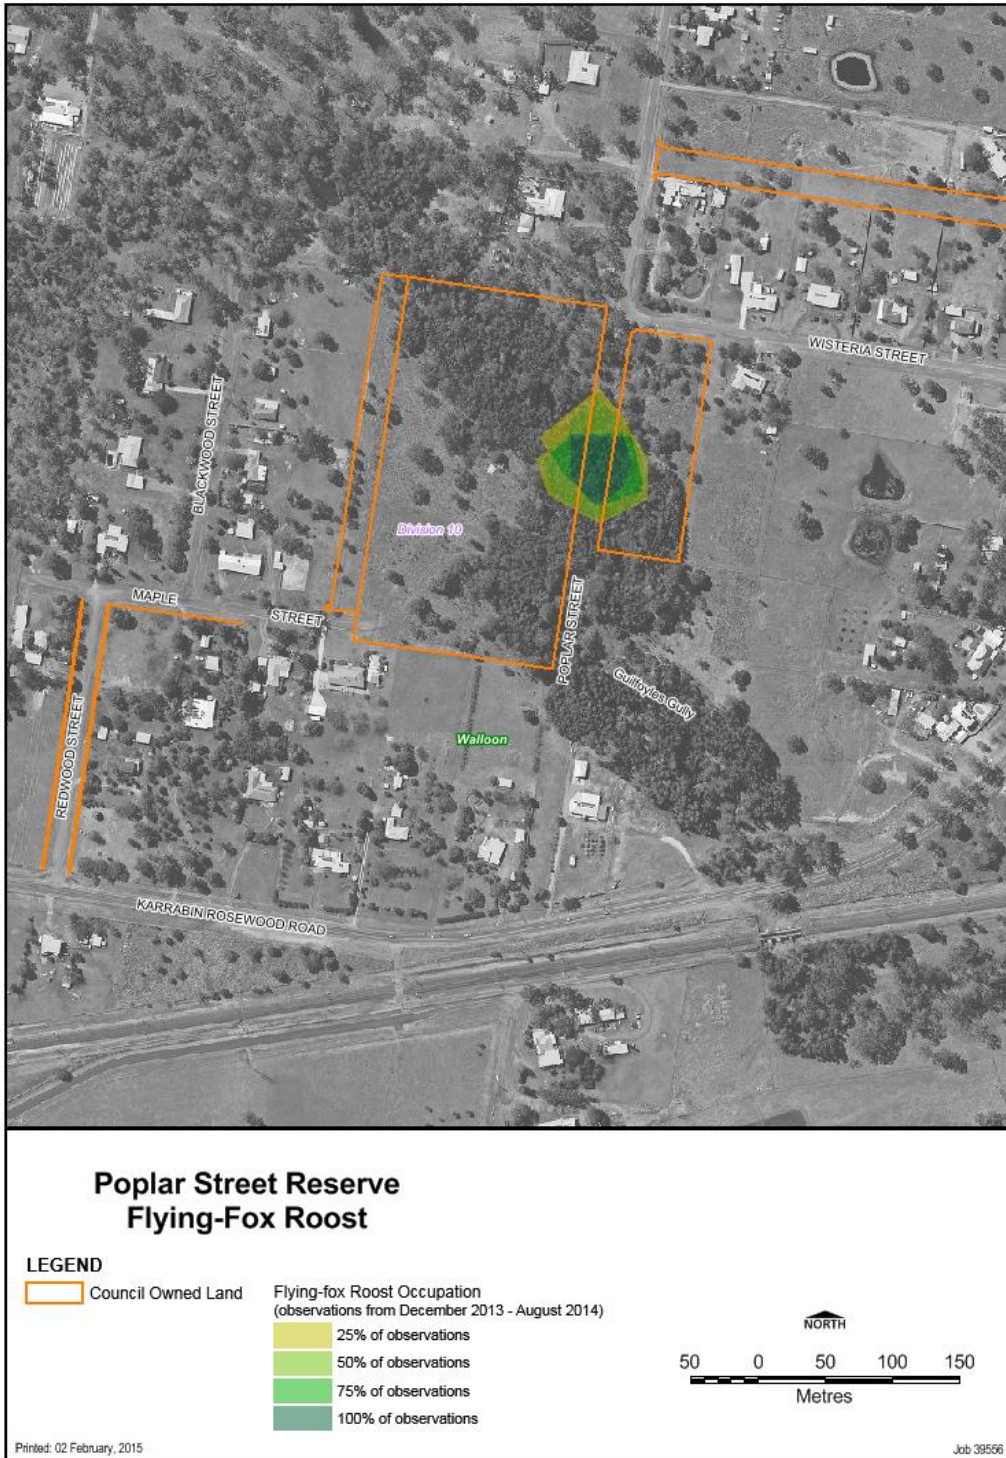 WISTERIA STREET
BLACKWOOD STREET
Division 10
MAPLE
STREET
POPLAR STREET
Guilfoyles Gully
REDWOOD STREET
Walloon
KARRABIN ROSEWOOD ROAD
Poplar Street Reserve
Flying-Fox Roost
LEGEND
Council Owned Land
Flying-fox Roost Occupation
(observations from December 2013 - August 2014)
25% of observations
50% of observations
75% of observations
100% of observations
NORTH
50 0 50 100 150
Metres
Printed: 02 February, 2015
Job 39556